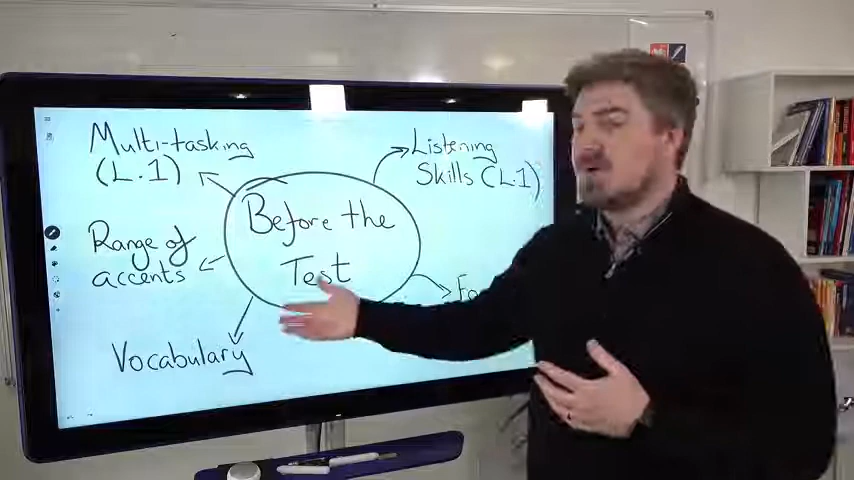 Multi-tasking
(L.1)
Listening
Skills (L.1)
Before the
Test
Range of
accents
Vocabulary